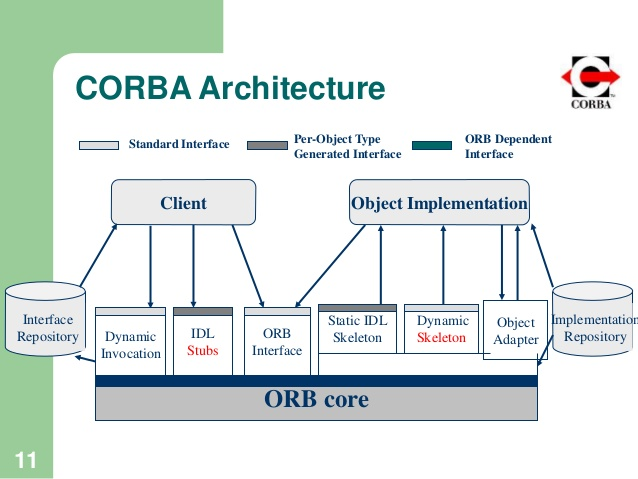 CORBA Architecture
CORBA
Standard Interface
Per-Object Type
Generated Interface
ORB Dependent
Interface
Client
Object Implementation
Interface
Repository
Dynamic
Invocation
IDL
Stubs
ORB
Interface
Static IDL
Skeleton
Dynamic
Skeleton
Object
Adapter
Implementation
Repository
ORB core
11